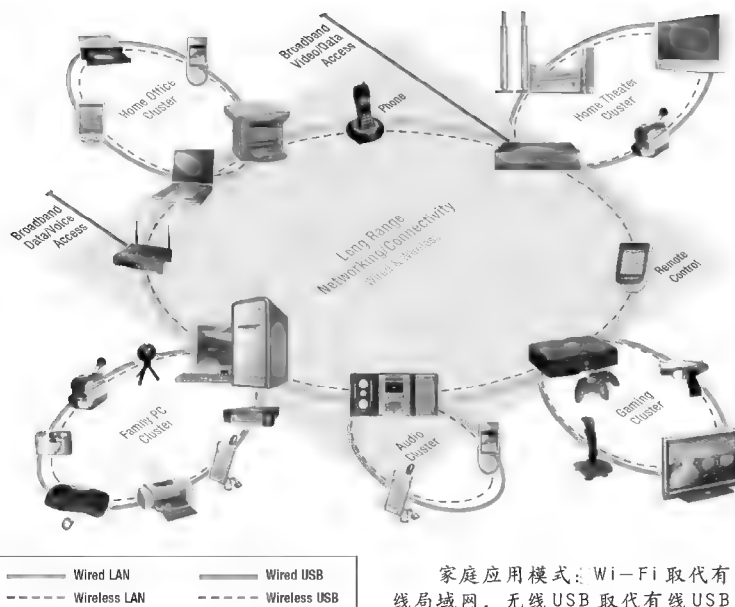 Broadband
Video/Data
Access
Phone
Home Office
Cluster
Home Theater
Cluster
Broadband
Data/Voice
Access
Long Range
Networking/Connectivity
Wired & Wireless
Remote
Control
Family PC
Cluster
Audio
Cluster
Gaming
Cluster
Wired LAN
Wired USB
Wireless LAN
Wireless USB
家庭应用模式:Wi-Fi取代有
线局域网，无线USB取代有线USB